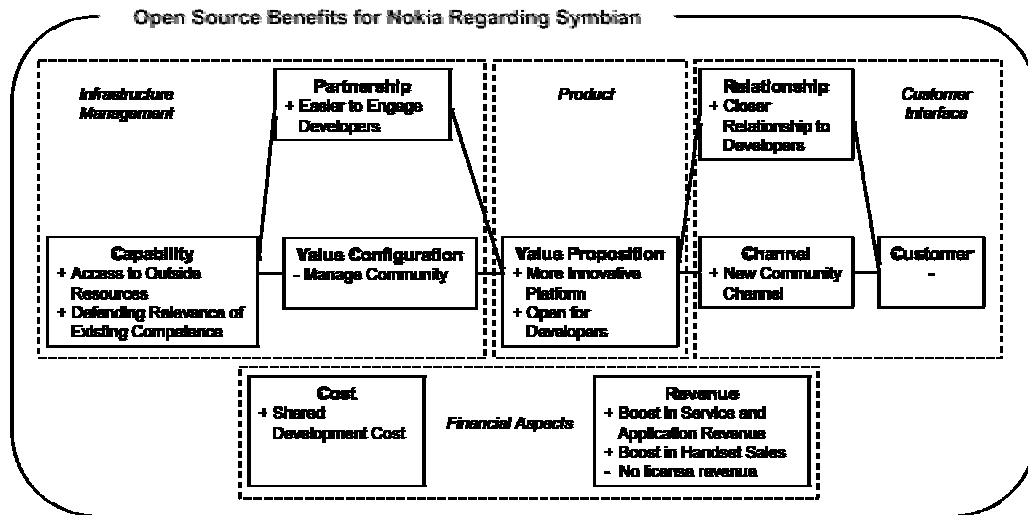 Open Source Benefits for Nokia Regarding Symbian
Infrastructure
Management
Partnership
+ Easier to Engage
Developers
Product
Relationship
+ Closer
Relationship to
Developers
Customer
Interface
Capability
+ Access to Outside
Resources
+ Defending Relevance of
Existing Competence
Value Configuration
- Manage Community
Value Proposition
+ More Innovative
Platform
+ Open for
Developers
Channel
+ New Community
Channel
Customer
-
Cost
+ Shared
Development Cost
Financial Aspects
Revenue
+ Boost in Service and
Application Revenue
+ Boost in Handset Sales
- No license revenue